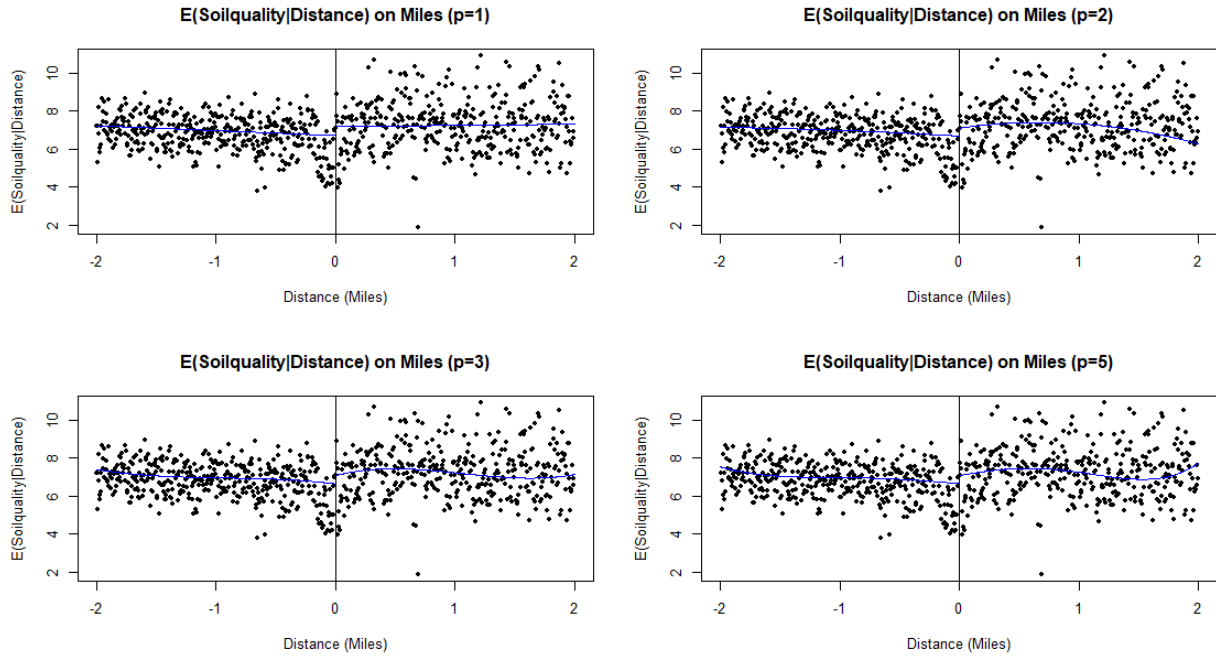 E(Soilquality|Distance) on Miles (p=1)
E(Soilquality|Distance)
10
8
6
4
2
-2 -1 0 1 2
Distance (Miles)
E(Soilquality|Distance) on Miles (p=2)
E(Soilquality|Distance)
10
8
6
4
2
-2 -1 0 1 2
Distance (Miles)
E(Soilquality|Distance) on Miles (p=3)
E(Soilquality|Distance)
10
8
6
4
2
-2 -1 0 1 2
Distance (Miles)
E(Soilquality|Distance) on Miles (p=5)
E(Soilquality|Distance)
10
8
6
4
2
-2 -1 0 1 2
Distance (Miles)